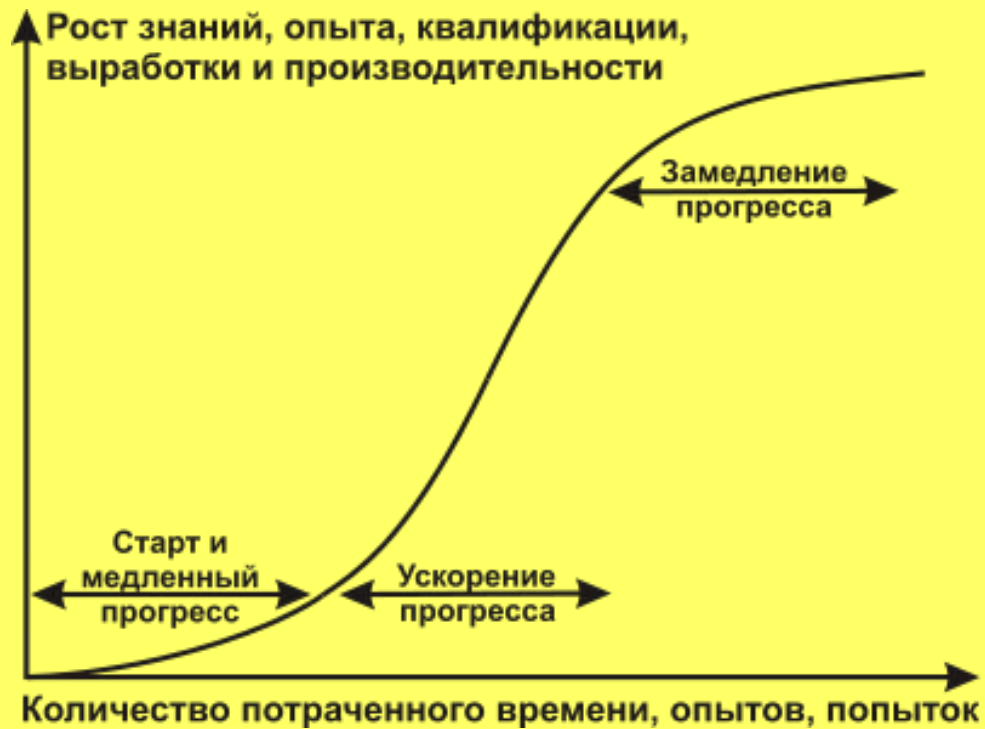 Рост знаний, опыта, квалификации,
выработки и производительности
Замедление
прогресса
Старт и
медленный
прогресс
Ускорение
прогресса
Количество потраченного времени, опытов, попыток